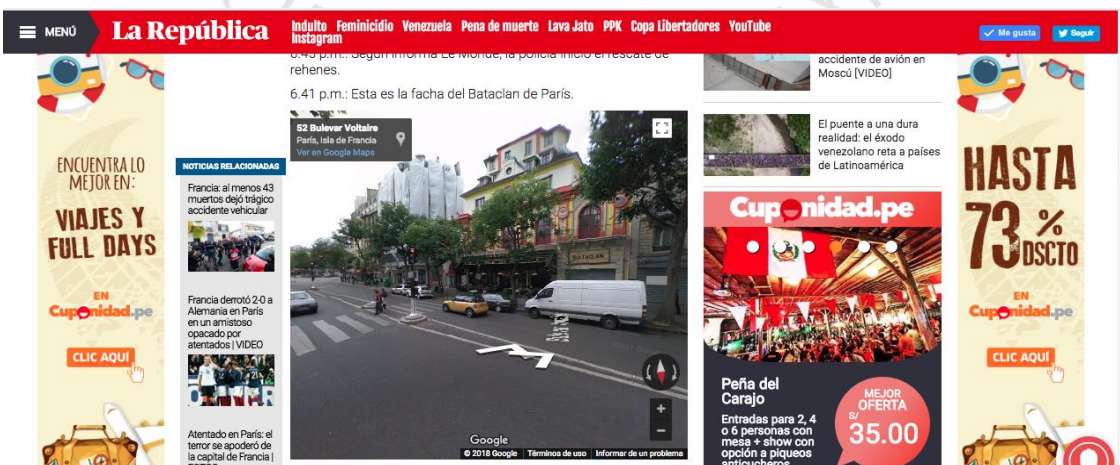 MENÚ
La República
Indulto Feminicidio Venezuela Pena de muerte Lava Jato PPK Copa Libertadores YouTube
Instagram
Me gusta
Seguir
6.45 p.m.: Según informa Le Monde, la policía inició el rescate de
rehenes.
6.41 p.m.: Esta es la facha del Bataclan de París.
52 Bulevar Voltaire
París, Isla de Francia
Ver en Google Maps
BATACLAN
Google
© 2018 Google
Términos de uso
Informar de un problema
ENCUENTRA LO
MEJOR EN:
VIAJES Y
FULL DAYS
EN
Cuponidad.pe
CLIC AQUÍ
NOTICIAS RELACIONADAS
Francia: al menos 43
muertos dejó trágico
accidente vehicular
Francia derrotó 2-0 a
Alemania en París
en un amistoso
opacado por
atentados | VIDEO
Atentado en París: el
terror se apoderó de
la capital de Francia |
accidente de avión en
Moscú [VIDEO]
El puente a una dura
realidad: el éxodo
venezolano reta a países
de Latinoamérica
Cuponidad.pe
Peña del
Carajo
Entradas para 2, 4
o 6 personas con
mesa + show con
opción a piqueos
anticucheros
MEJOR
OFERTA
S/
35.00
HASTA
73%
DSCTO
EN
Cuponidad.pe
CLIC AQUÍ